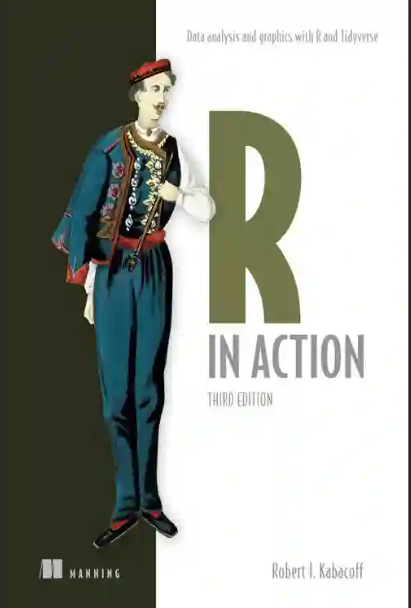 Data analysis and graphics with R and Tidyverse
R
IN ACTION
THIRD EDITION
MANNING
Robert I. Kabacoff